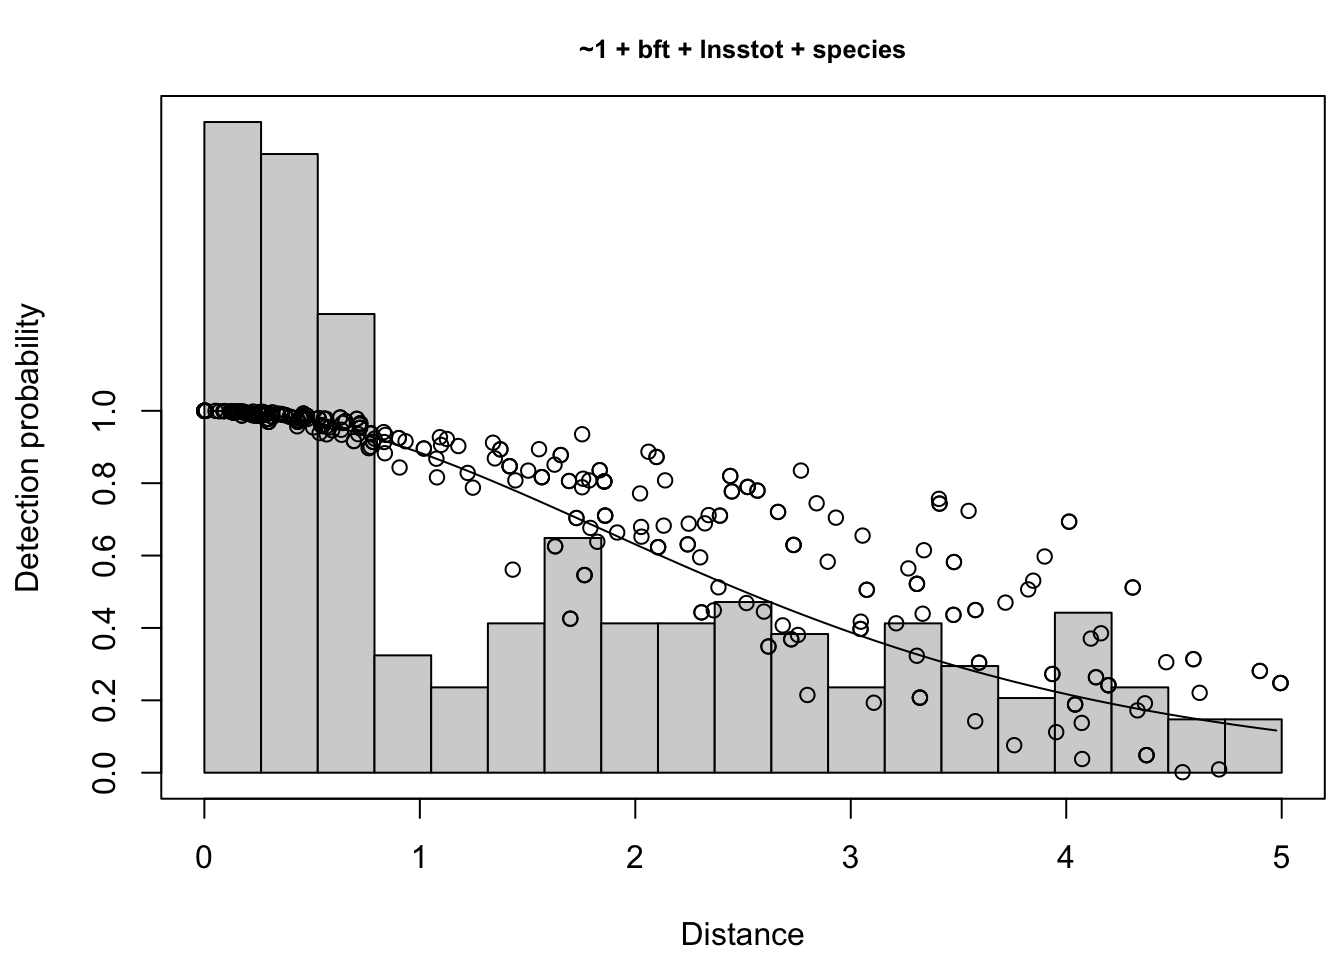 ~1 + bft + lnsstot + species
Detection probability
1.0
0.8
0.6
0.4
0.2
0.0
0 1 2 3 4 5
Distance